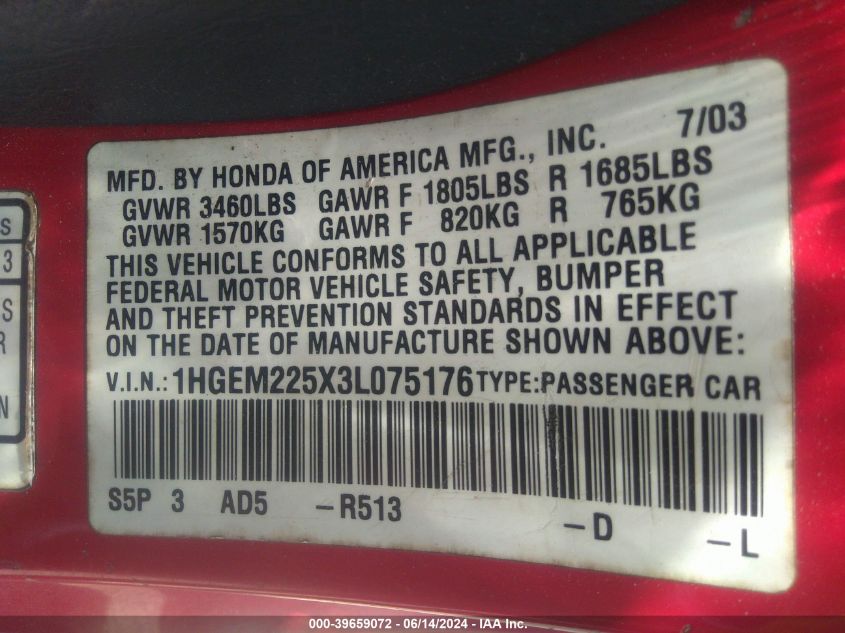 MFD. BY HONDA OF AMERICA MFG., INC. 7/03
GVWR 3460LBS GAWR F 1805LBS R 1685LBS
GVWR 1570KG GAWR F 820KG R 765KG
THIS VEHICLE CONFORMS TO ALL APPLICABLE
FEDERAL MOTOR VEHICLE SAFETY, BUMPER
AND THEFT PREVENTION STANDARDS IN EFFECT
ON THE DATE OF MANUFACTURE SHOWN ABOVE:
V.I.N.: 1HGEM225X3L075176 TYPE:PASSENGER CAR
S5P 3 AD5 -R513 -D -L
S
3
S
R
N
000-39659072 - 06/14/2024 - IAA Inc.